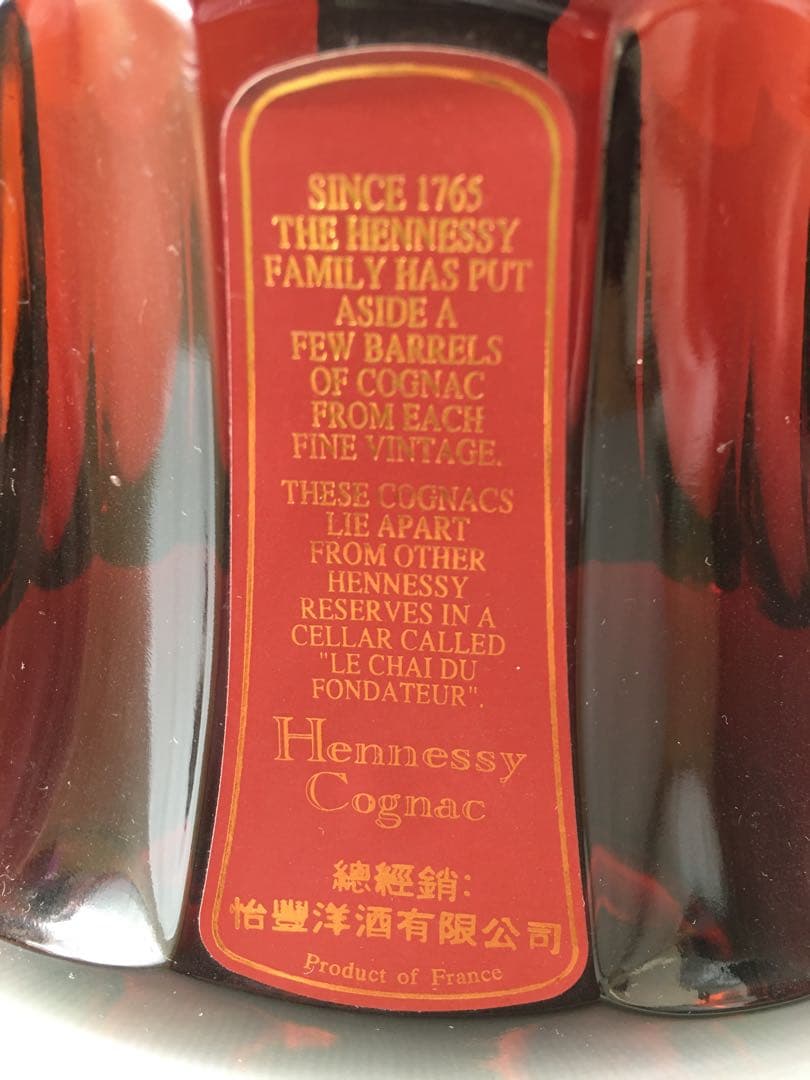 SINCE 1765
THE HENNESSY
FAMILY HAS PUT
ASIDE A
FEW BARRELS
OF COGNAC
FROM EACH
FINE VINTAGE.
THESE COGNACS
LIE APART
FROM OTHER
HENNESSY
RESERVES IN A
CELLAR CALLED
"LE CHAI DU
FONDATEUR".
Hennessy
Cognac
總經銷:
怡豐洋酒有限公司
Product of France